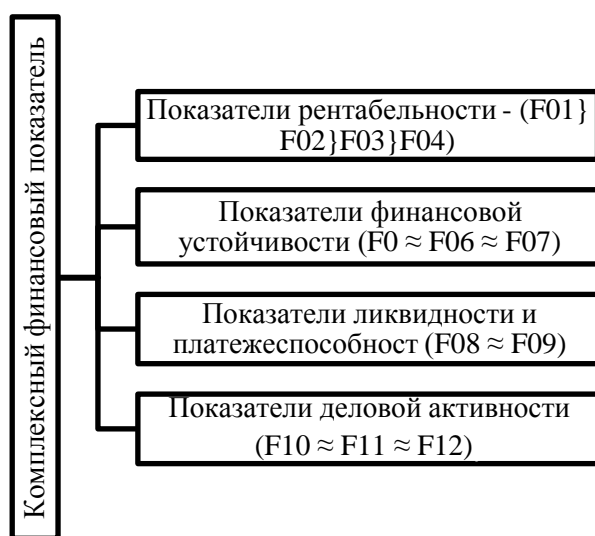 Комплексный финансовый показатель
Показатели рентабельности - (F01}
F02}F03}F04)
Показатели финансовой
устойчивости (F0 ≈ F06 ≈ F07)
Показатели ликвидности и
платежеспособност (F08 ≈ F09)
Показатели деловой активности
(F10 ≈ F11 ≈ F12)